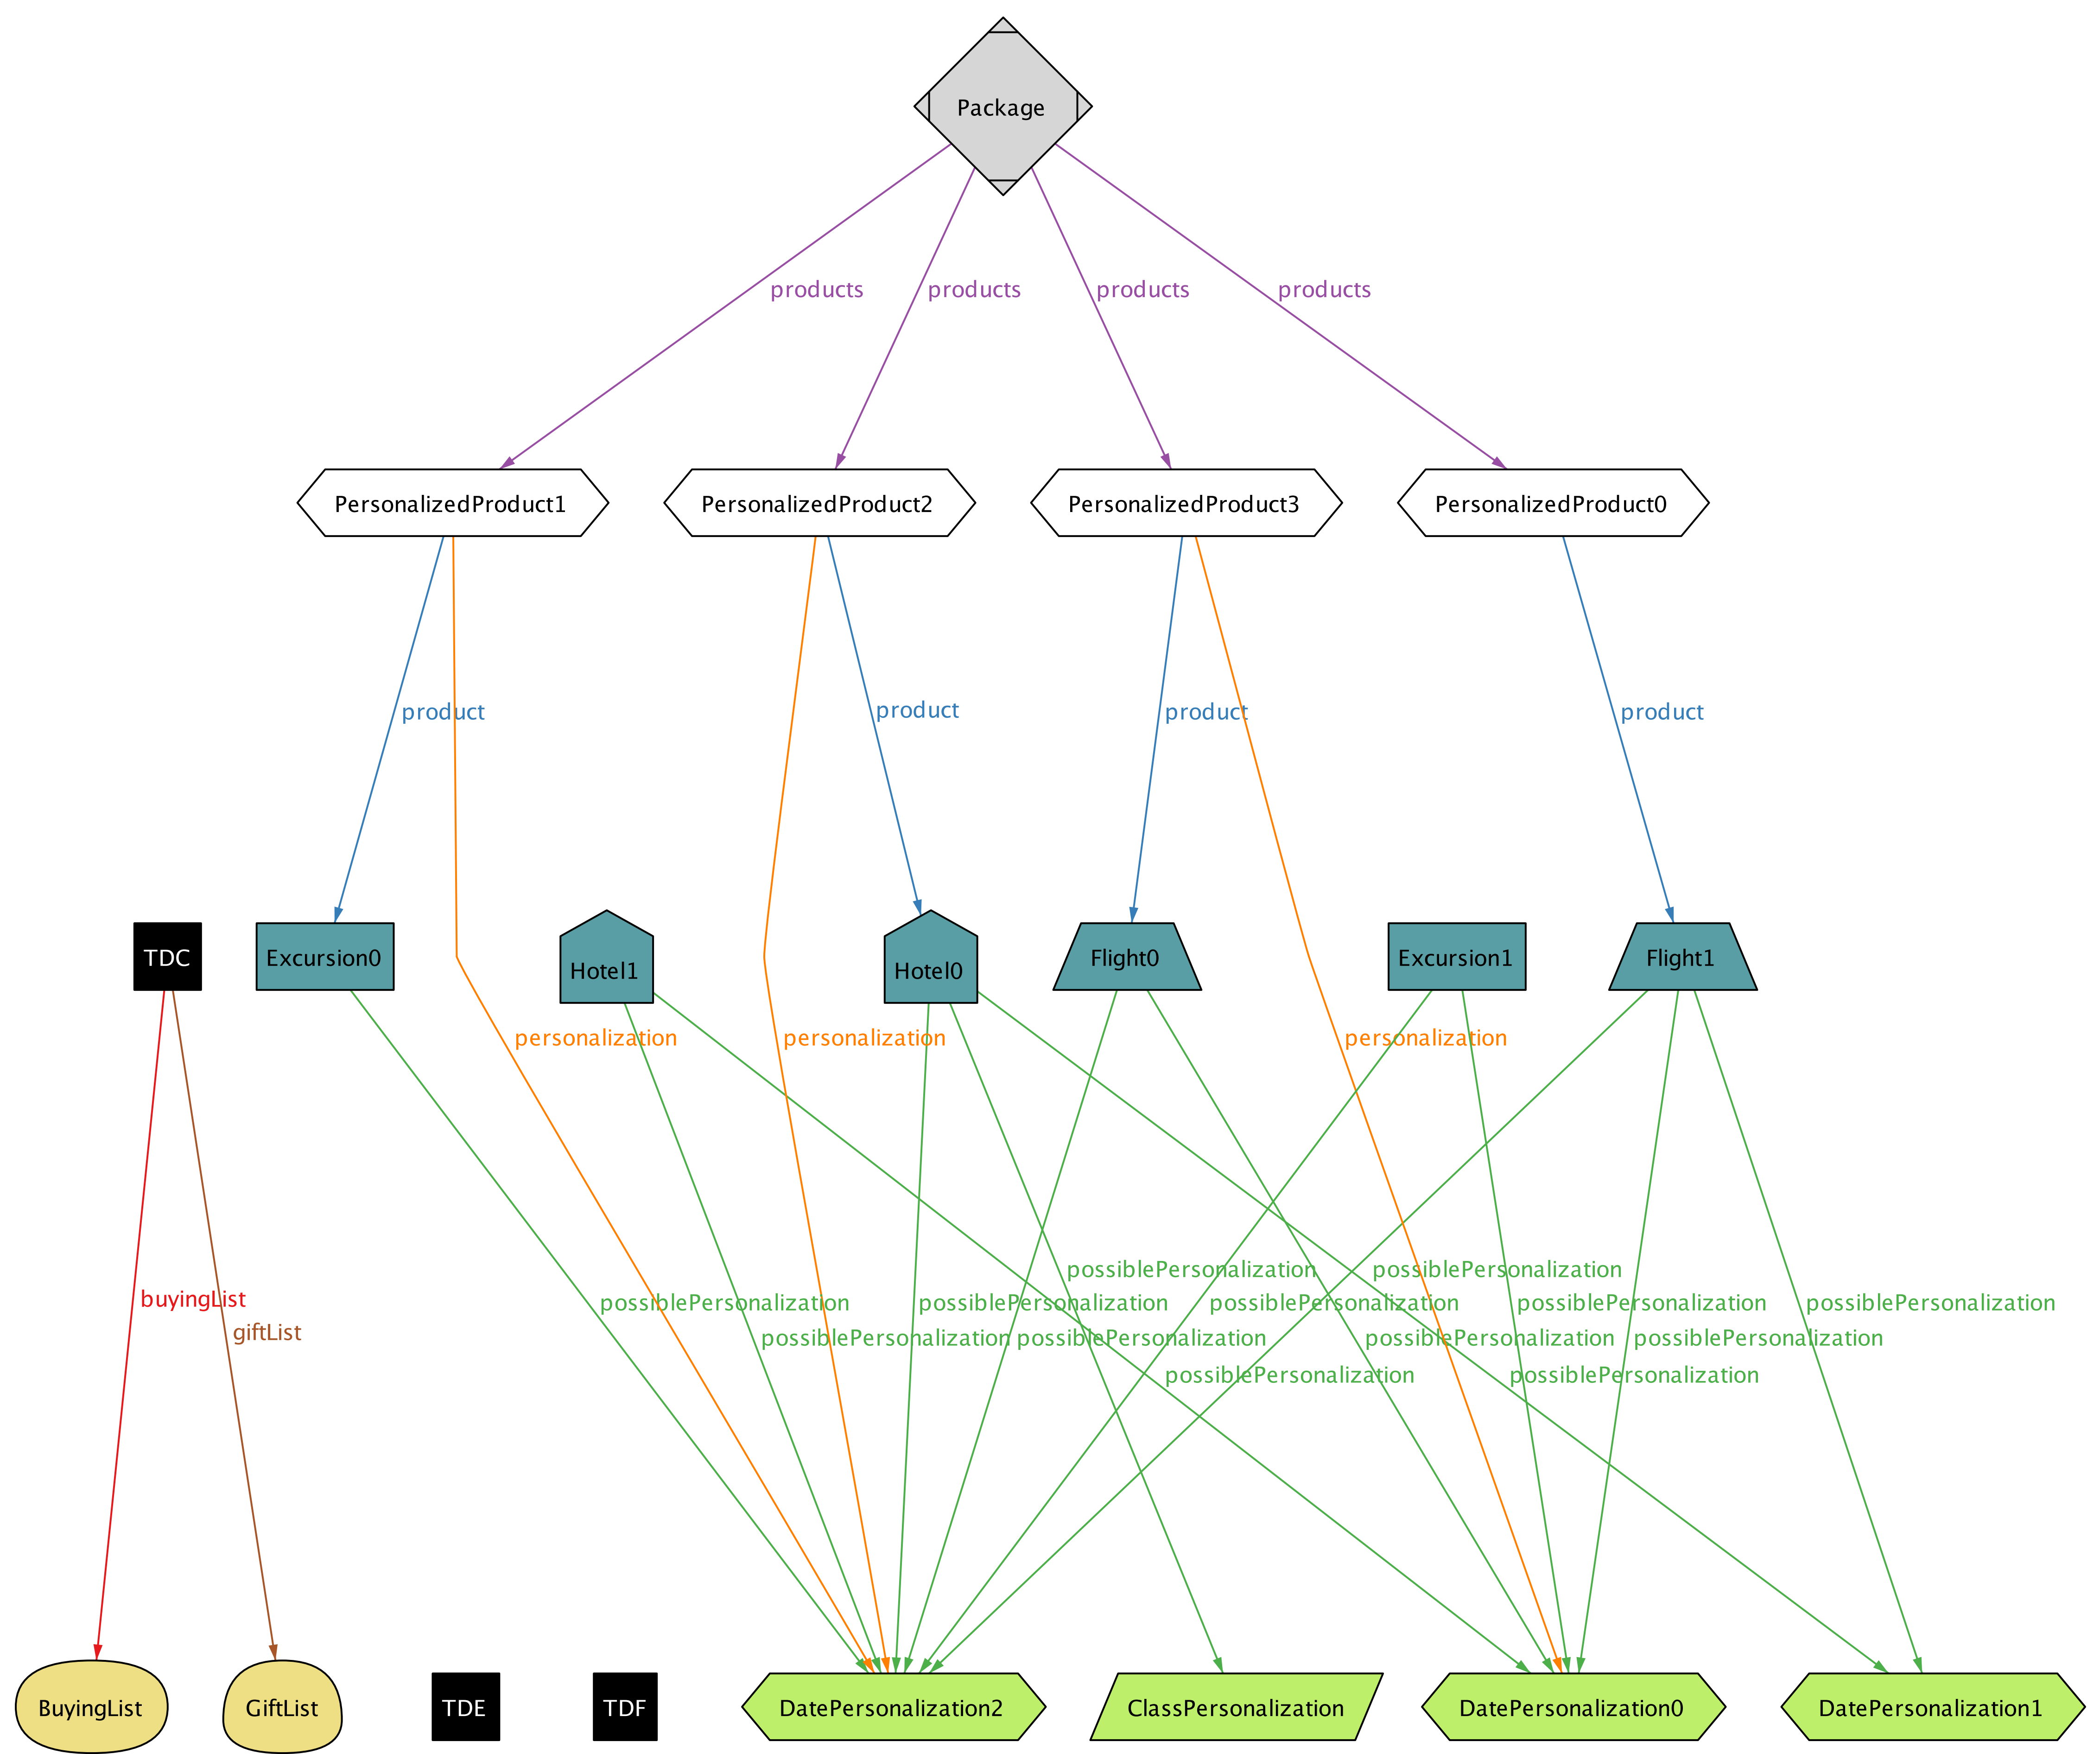 Package
products products products products
PersonalizedProduct1 PersonalizedProduct2 PersonalizedProduct3 PersonalizedProduct0
product product product product
TDC Excursion0 Hotel1 Hotel0 Flight0 Excursion1 Flight1
personalization personalization personalization
possiblePersonalization possiblePersonalization
buyingList possiblePersonalization possiblePersonalization possiblePersonalization possiblePersonalization possiblePersonalization
giftList possiblePersonalization possiblePersonalization possiblePersonalization possiblePersonalization
possiblePersonalization possiblePersonalization
BuyingList GiftList TDE TDF DatePersonalization2 ClassPersonalization DatePersonalization0 DatePersonalization1